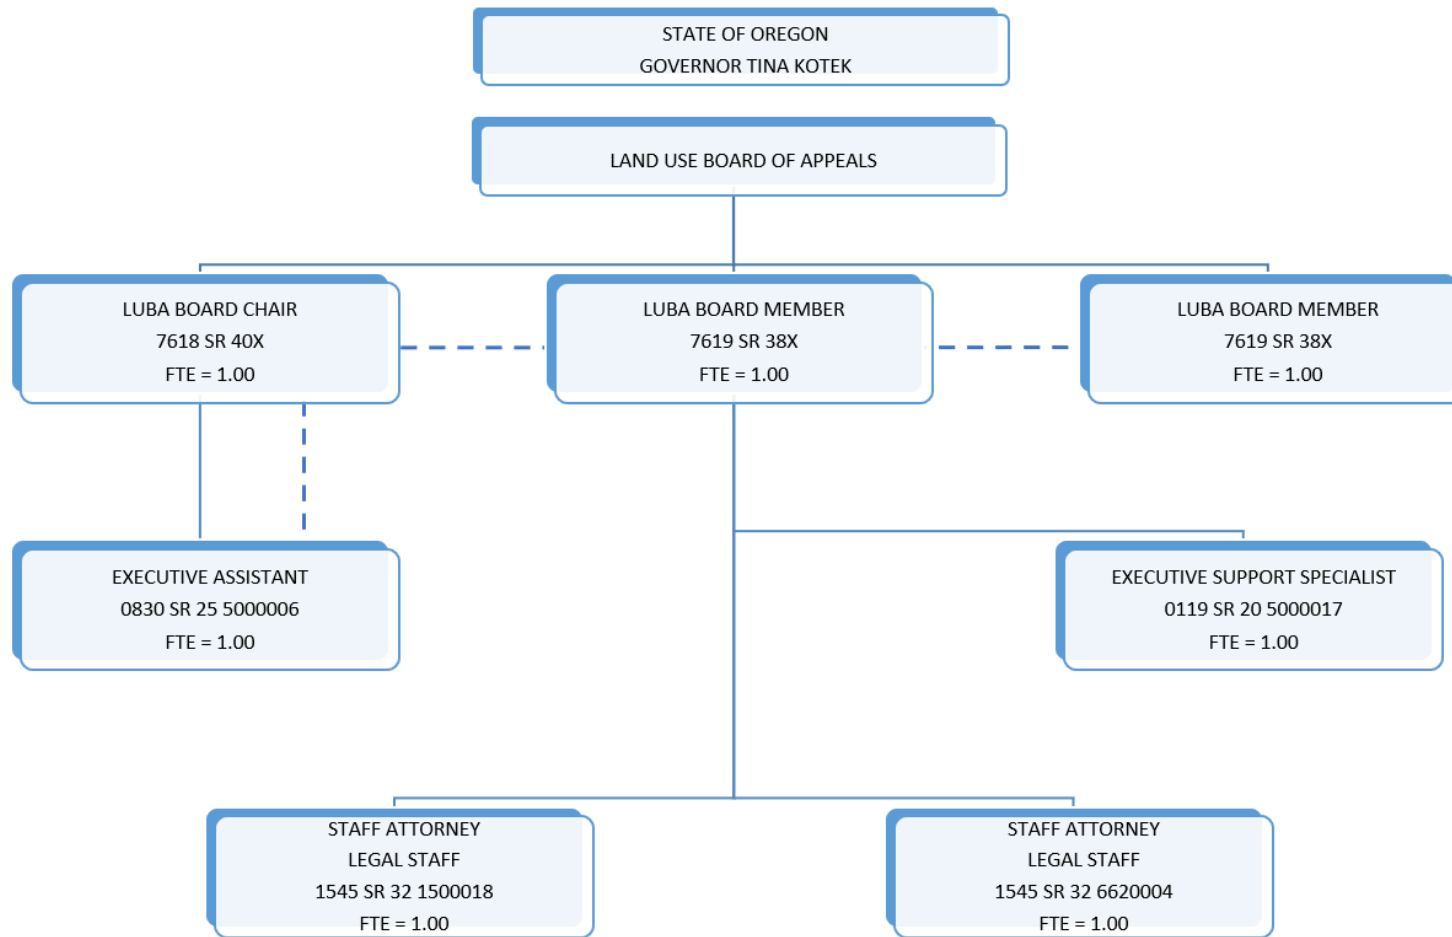 STATE OF OREGON
GOVERNOR TINA KOTEK
LAND USE BOARD OF APPEALS
LUBA BOARD CHAIR
7618 SR 40X
FTE = 1.00
LUBA BOARD MEMBER
7619 SR 38X
FTE = 1.00
LUBA BOARD MEMBER
7619 SR 38X
FTE = 1.00
EXECUTIVE ASSISTANT
0830 SR 25 5000006
FTE = 1.00
EXECUTIVE SUPPORT SPECIALIST
0119 SR 20 5000017
FTE = 1.00
STAFF ATTORNEY
LEGAL STAFF
1545 SR 32 1500018
FTE = 1.00
STAFF ATTORNEY
LEGAL STAFF
1545 SR 32 6620004
FTE = 1.00